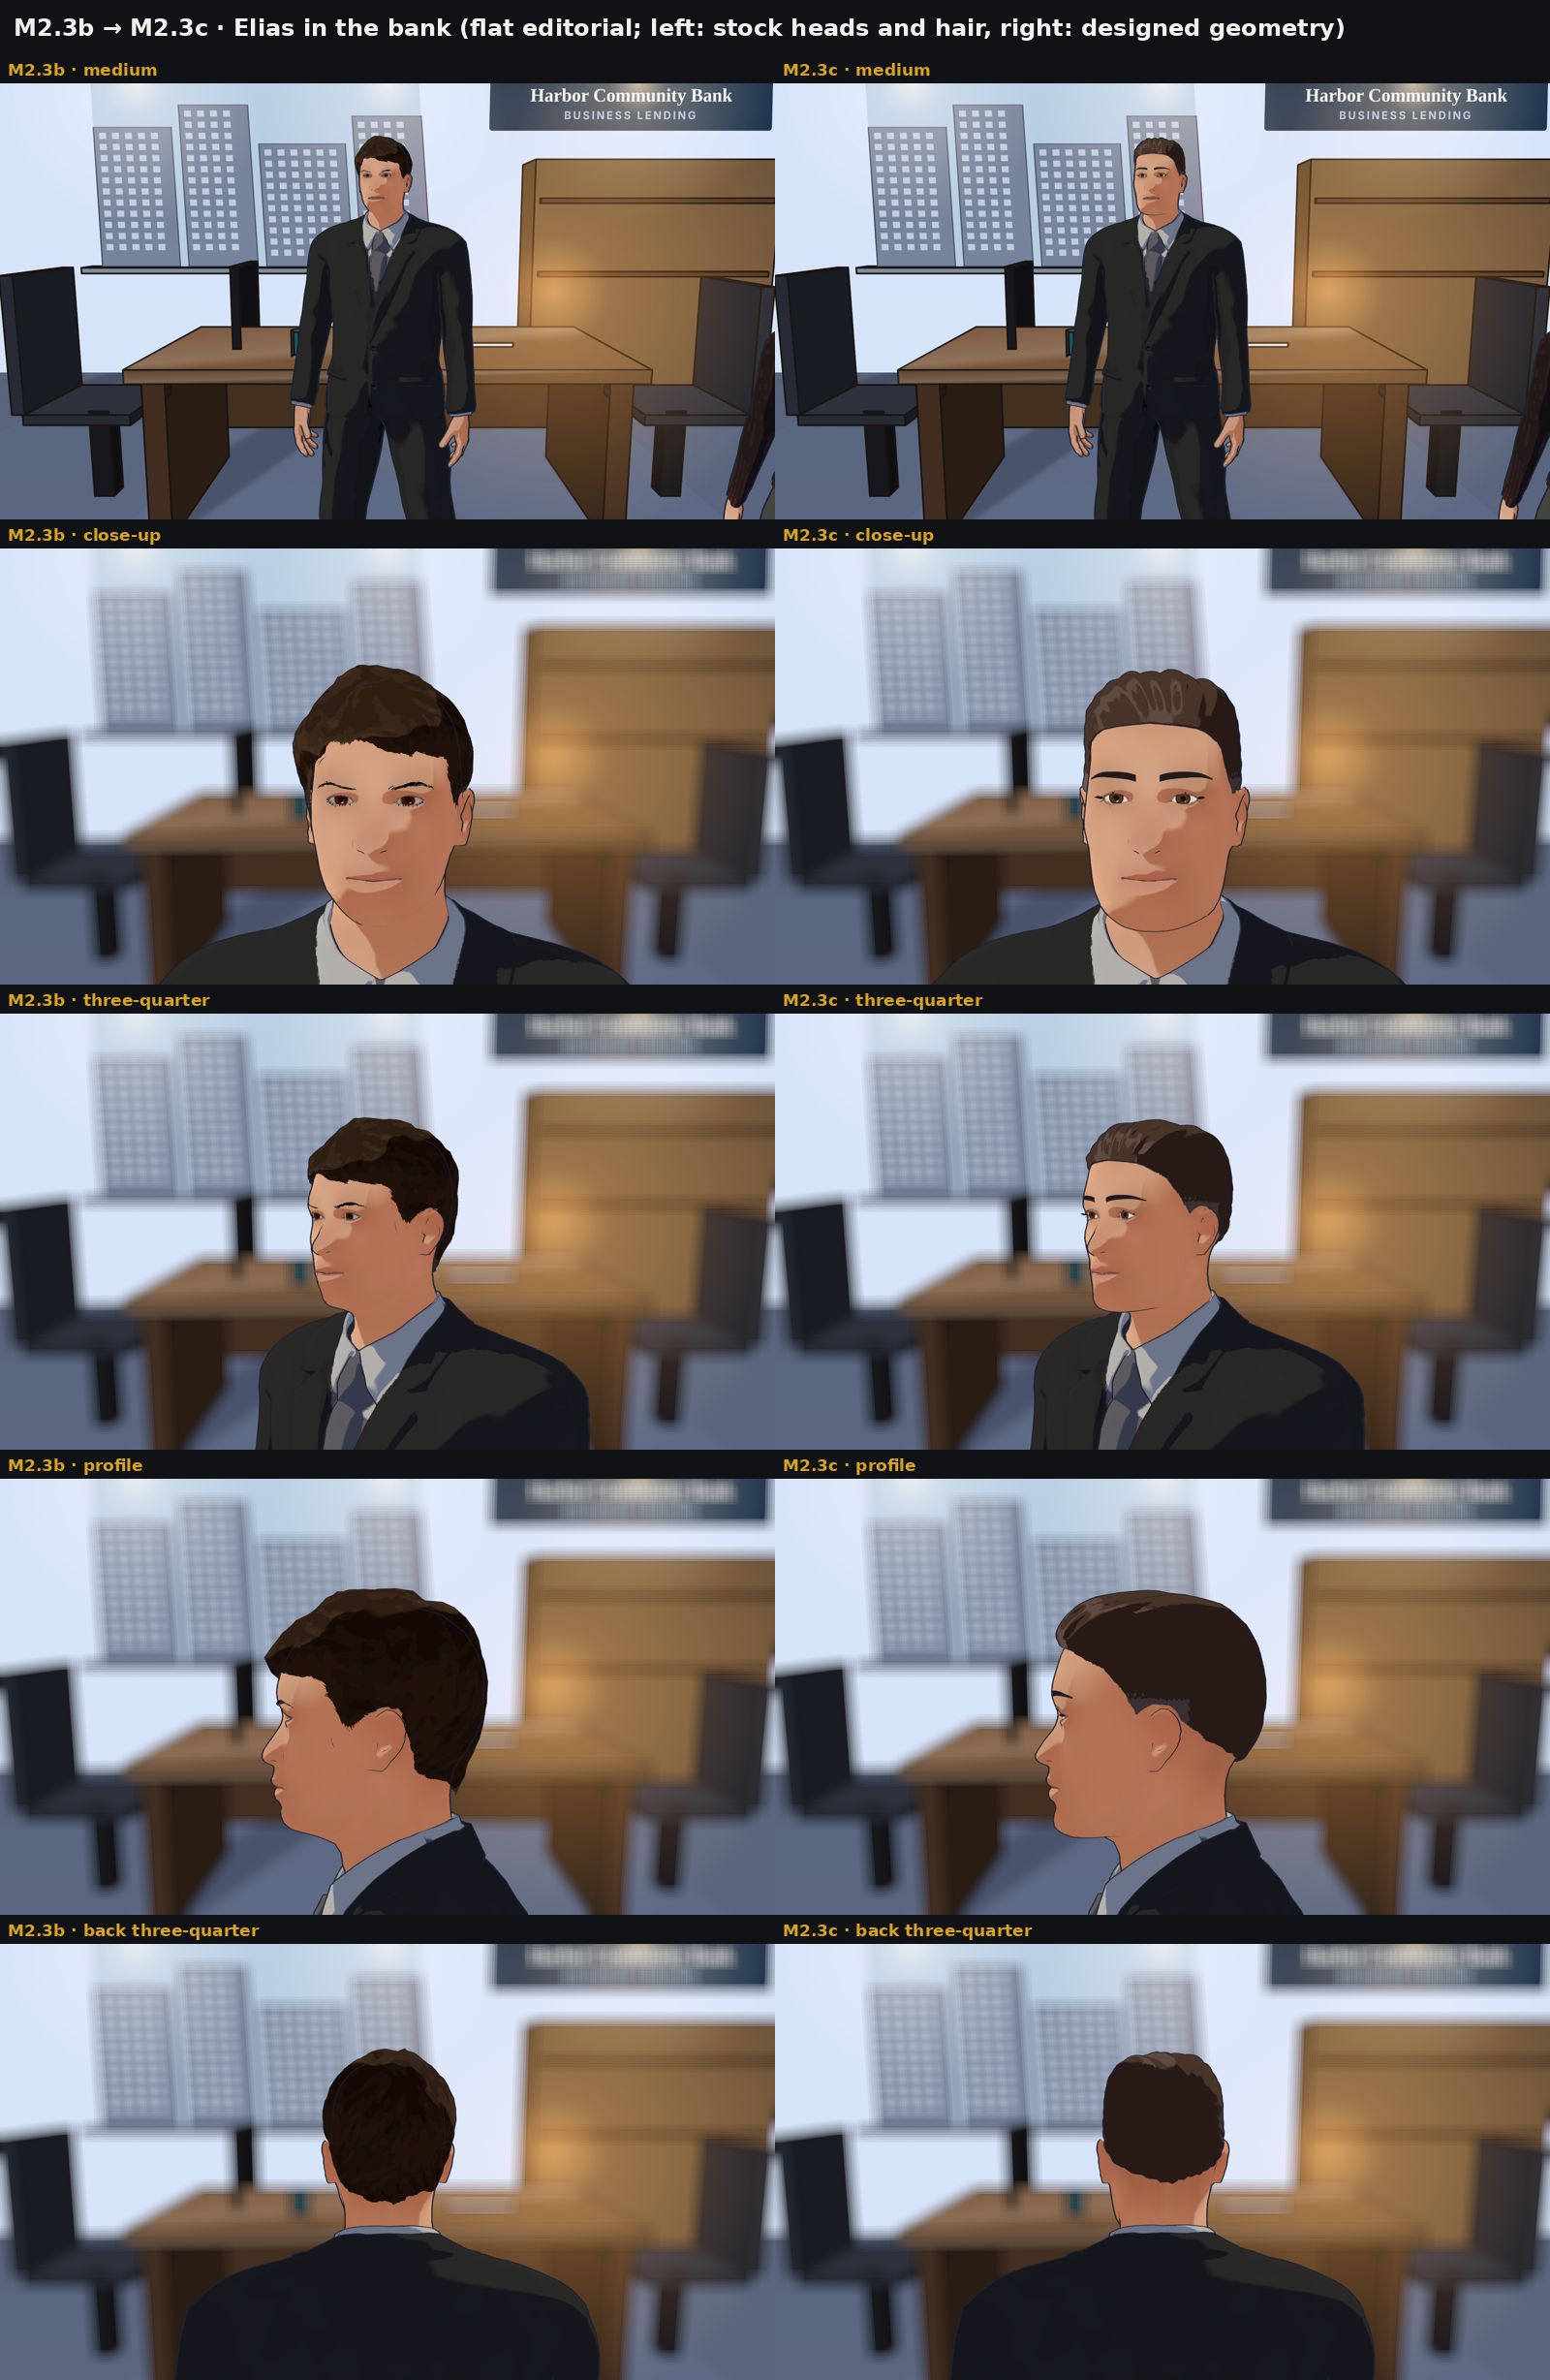 M2.3b → M2.3c · Elias in the bank (flat editorial; left: stock heads and hair, right: designed geometry)
M2.3b · medium
M2.3c · medium
Harbor Community Bank
BUSINESS LENDING
Harbor Community Bank
BUSINESS LENDING
M2.3b · close-up
M2.3c · close-up
M2.3b · three-quarter
M2.3c · three-quarter
M2.3b · profile
M2.3c · profile
M2.3b · back three-quarter
M2.3c · back three-quarter